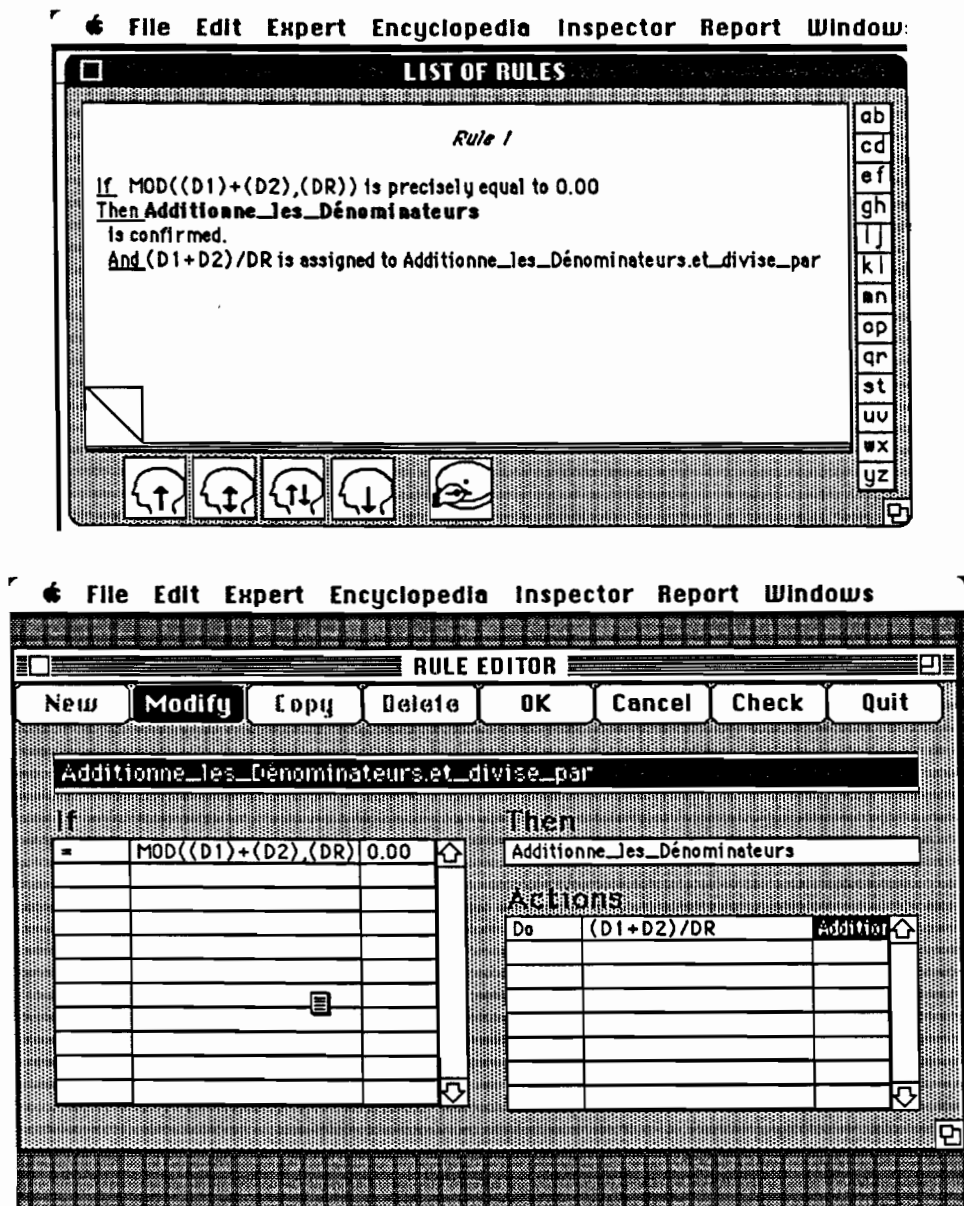 File Edit Expert Encyclopedia Inspector Report Window
LIST OF RULES
Rule 1
If MOD((D1)+(D2),(DR)) is precisely equal to 0.00
Then Additionne_les_Dénominateurs
is confirmed.
And (D1+D2)/DR is assigned to Additionne_les_Dénominateurs.et_divise_par
ab
cd
ef
gh
ij
kl
mn
op
qr
st
uv
wx
yz
File Edit Expert Encyclopedia Inspector Report Windows
RULE EDITOR
New Modify Copy Delete OK Cancel Check Quit
Additionne_les_Dénominateurs.et_divise_par
If
= MOD((D1)+(D2),(DR) 0.00
Then
Additionne_les_Dénominateurs
Actions
Do (D1+D2)/DR Addition